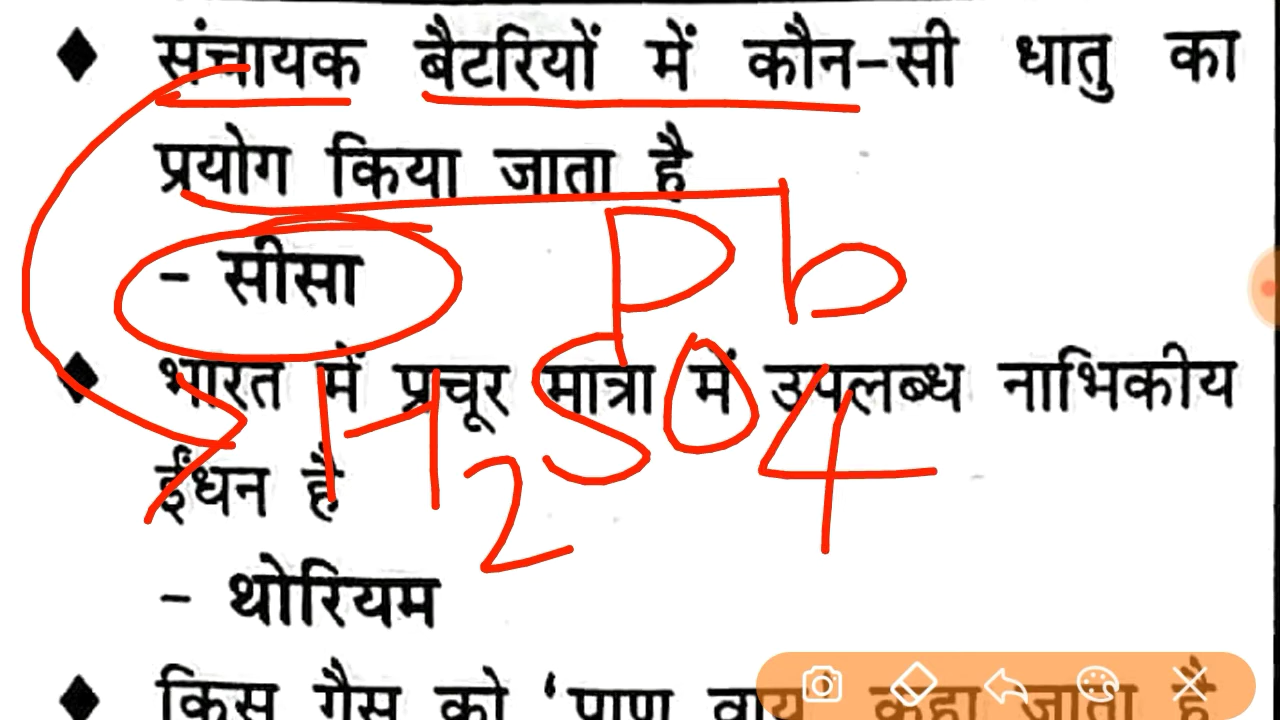 ♦ संचायक बैटरियों में कौन-सी धातु का
प्रयोग किया जाता है
- सीसा
Pb
♦ भारत में प्रचूर मात्रा में उपलब्ध नाभिकीय
ईंधन है
H2SO4
- थोरियम
♦ किस गैस को 'प्राण वायु' कहा जाता है